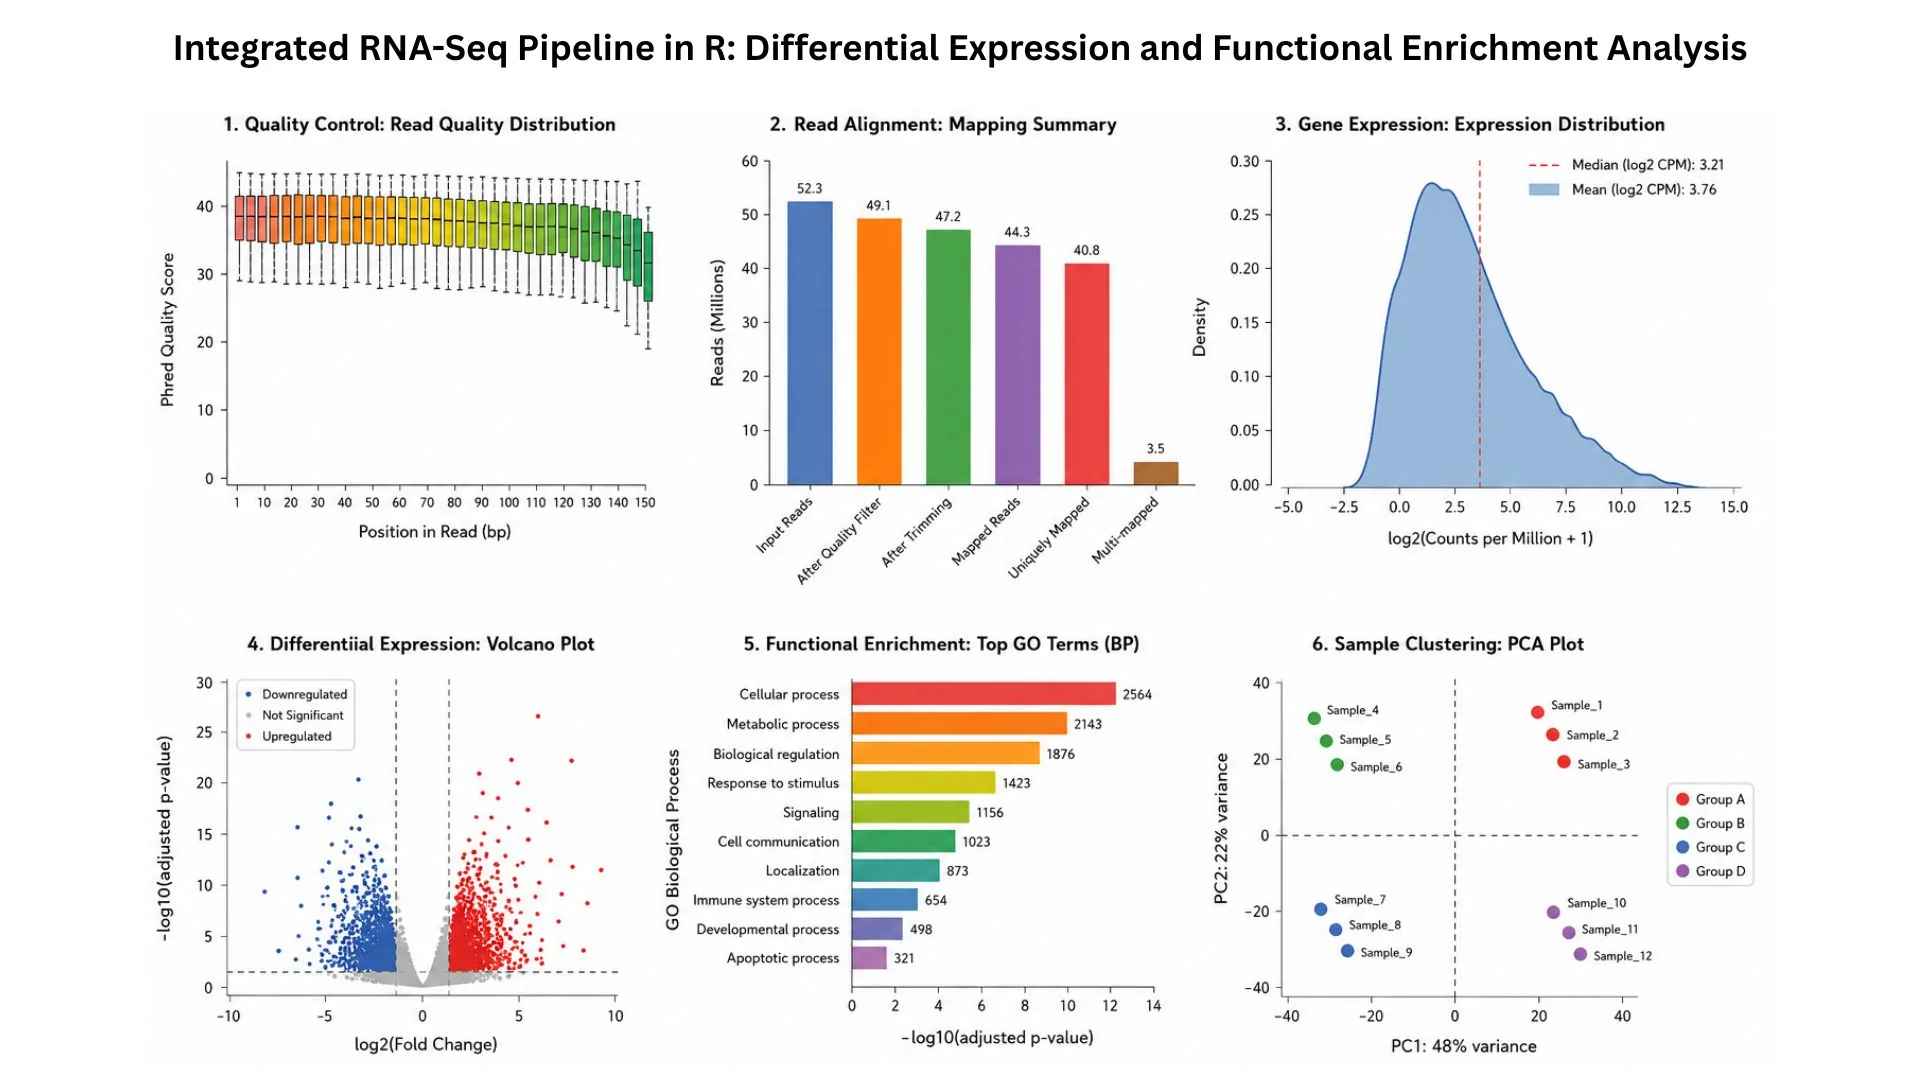 Integrated RNA-Seq Pipeline in R: Differential Expression and Functional Enrichment Analysis
1. Quality Control: Read Quality Distribution
Phred Quality Score
40
30
20
10
0
1 10 20 30 40 50 60 70 80 90 100 110 120 130 140 150
Position in Read (bp)
2. Read Alignment: Mapping Summary
Reads (Millions)
60
50
40
30
20
10
0
52.3
49.1
47.2
44.3
40.8
3.5
Input Reads
After Quality Filter
After Trimming
Mapped Reads
Uniquely Mapped
Multi-mapped
3. Gene Expression: Expression Distribution
Median (log2 CPM): 3.21
Mean (log2 CPM): 3.76
Density
0.30
0.25
0.20
0.15
0.10
0.05
0.00
−5.0 −2.5 0.0 2.5 5.0 7.5 10.0 12.5 15.0
log2(Counts per Million + 1)
4. Differentiial Expression: Volcano Plot
Downregulated
Not Significant
Upregulated
-log10(adjusted p-value)
30
25
20
15
10
5
0
−10 −5 0 5 10
log2(Fold Change)
5. Functional Enrichment: Top GO Terms (BP)
GO Biological Process
Cellular process 2564
Metabolic process 2143
Biological regulation 1876
Response to stimulus 1423
Signaling 1156
Cell communication 1023
Localization 873
Immune system process 654
Developmental process 498
Apoptotic process 321
0 2 4 6 8 10 12 14
−log10(adjusted p-value)
6. Sample Clustering: PCA Plot
PC2: 22% variance
40
20
0
−20
−40
Sample_4
Sample_5
Sample_6
Sample_1
Sample_2
Sample_3
Sample_7
Sample_8
Sample_9
Sample_10
Sample_11
Sample_12
Group A
Group B
Group C
Group D
−40 −20 0 20 40
PC1: 48% variance